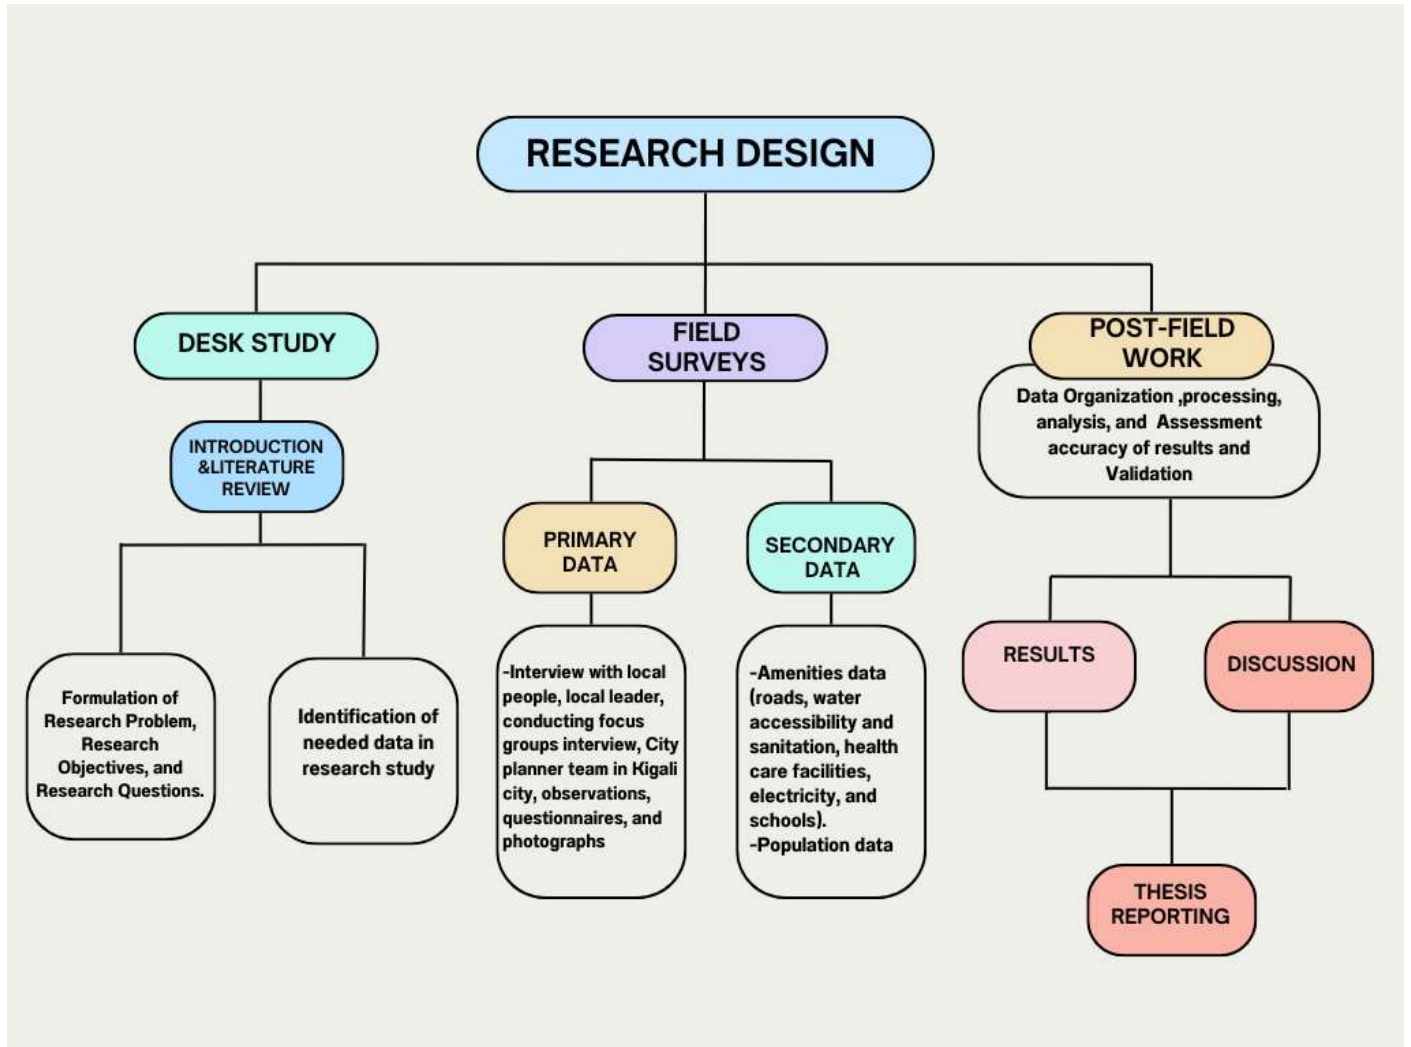 RESEARCH DESIGN
DESK STUDY
INTRODUCTION
&LITERATURE
REVIEW
Formulation of
Research Problem,
Research
Objectives, and
Research Questions.
Identification of
needed data in
research study
FIELD
SURVEYS
PRIMARY
DATA
-Interview with local
people, local leader,
conducting focus
groups interview, City
planner team in Kigali
city, observations,
questionnaires, and
photographs
SECONDARY
DATA
-Amenities data
(roads, water
accessibility and
sanitation, health
care facilities,
electricity, and
schools).
-Population data
POST-FIELD
WORK
Data Organization ,processing,
analysis, and Assessment
accuracy of results and
Validation
RESULTS
DISCUSSION
THESIS
REPORTING